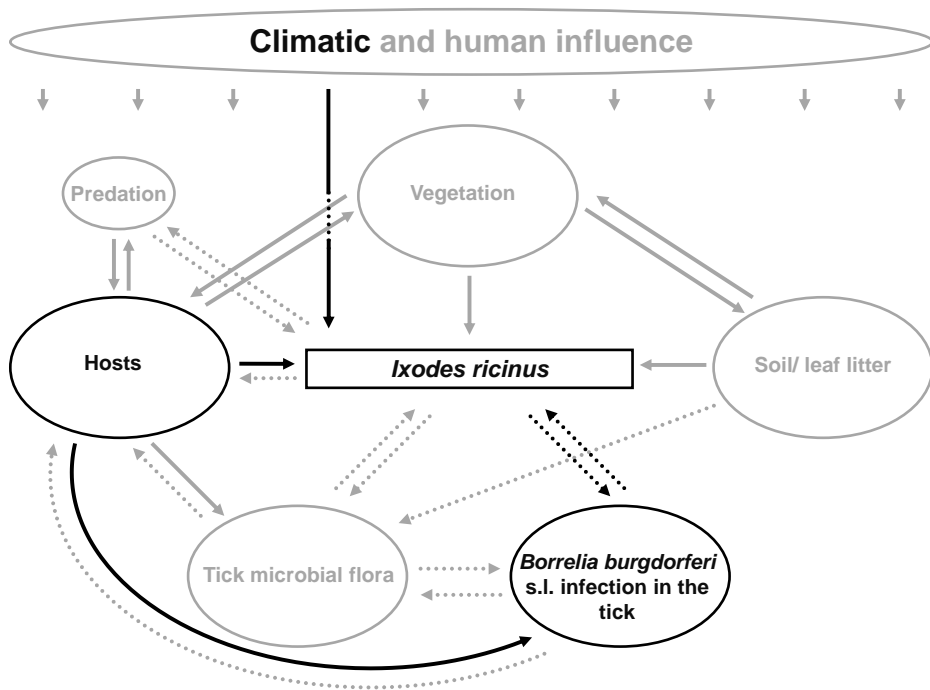 Climatic and human influence
Predation
Vegetation
Hosts
Ixodes ricinus
Soil/ leaf litter
Tick microbial flora
Borrelia burgdorferi
s.l. infection in the
tick